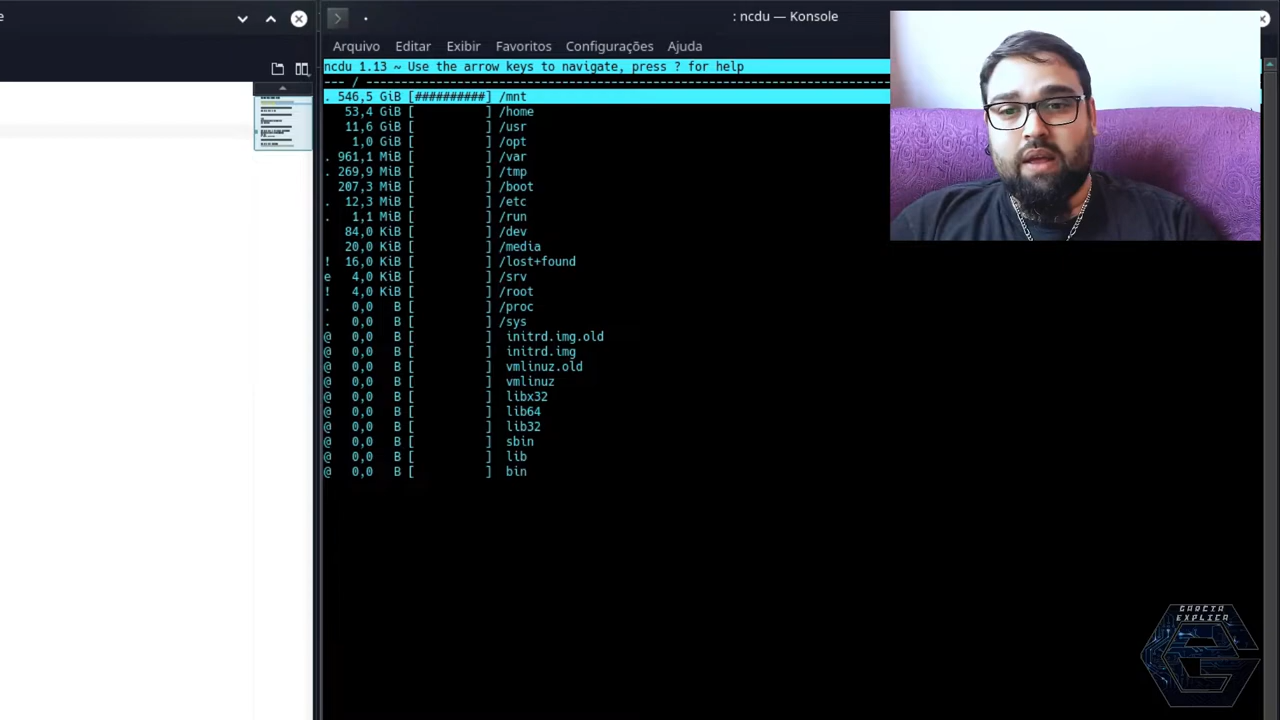 e
: ncdu — Konsole
Arquivo Editar Exibir Favoritos Configurações Ajuda
ncdu 1.13 ~ Use the arrow keys to navigate, press ? for help
--- / ---------------------------------------------------------------------------
. 546,5 GiB [##########] /mnt
53,4 GiB [          ] /home
11,6 GiB [          ] /usr
1,0 GiB [          ] /opt
. 961,1 MiB [          ] /var
. 269,9 MiB [          ] /tmp
207,3 MiB [          ] /boot
. 12,3 MiB [          ] /etc
. 1,1 MiB [          ] /run
84,0 KiB [          ] /dev
20,0 KiB [          ] /media
! 16,0 KiB [          ] /lost+found
e 4,0 KiB [          ] /srv
! 4,0 KiB [          ] /root
. 0,0 B [          ] /proc
. 0,0 B [          ] /sys
@ 0,0 B [          ] initrd.img.old
@ 0,0 B [          ] initrd.img
@ 0,0 B [          ] vmlinuz.old
@ 0,0 B [          ] vmlinuz
@ 0,0 B [          ] libx32
@ 0,0 B [          ] lib64
@ 0,0 B [          ] lib32
@ 0,0 B [          ] sbin
@ 0,0 B [          ] lib
@ 0,0 B [          ] bin
GARCIA
EXPLICA